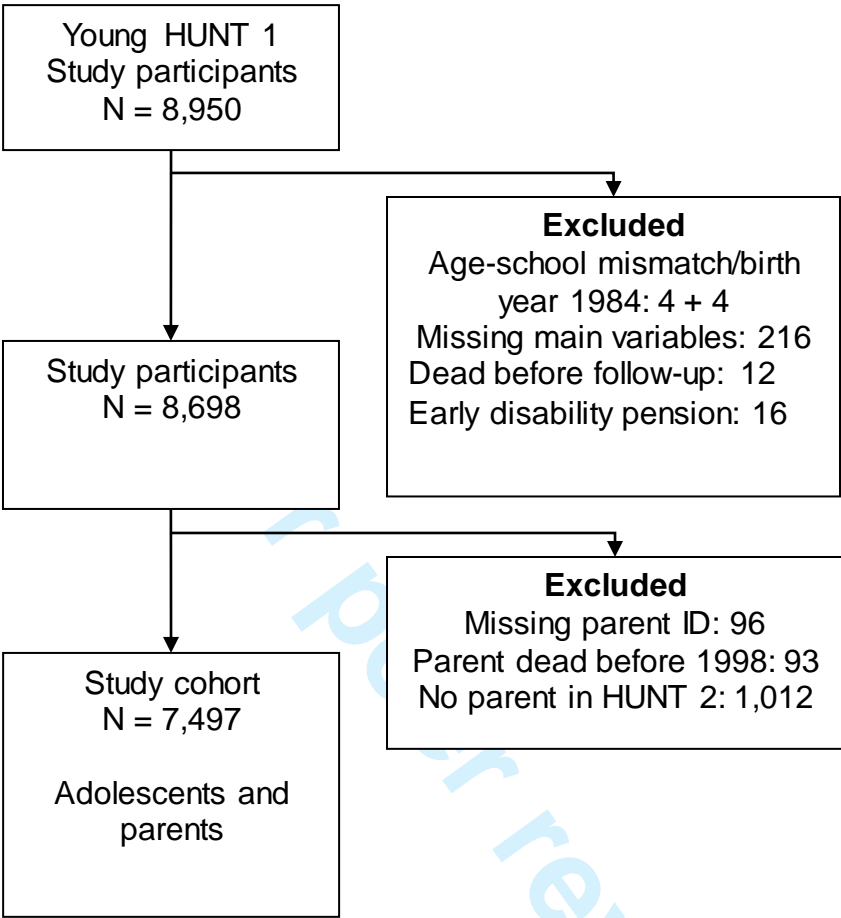 Young HUNT 1
Study participants
N = 8,950
Excluded
Age-school mismatch/birth
year 1984: 4 + 4
Missing main variables: 216
Dead before follow-up: 12
Early disability pension: 16
Study participants
N = 8,698
Excluded
Missing parent ID: 96
Parent dead before 1998: 93
No parent in HUNT 2: 1,012
Study cohort
N = 7,497
Adolescents and
parents